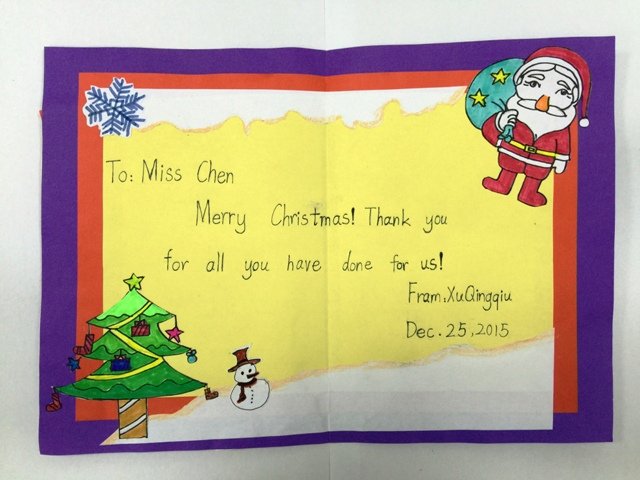 To: Miss Chen
Merry Christmas! Thank you
for all you have done for us!
Fram: XuQingqiu
Dec. 25, 2015